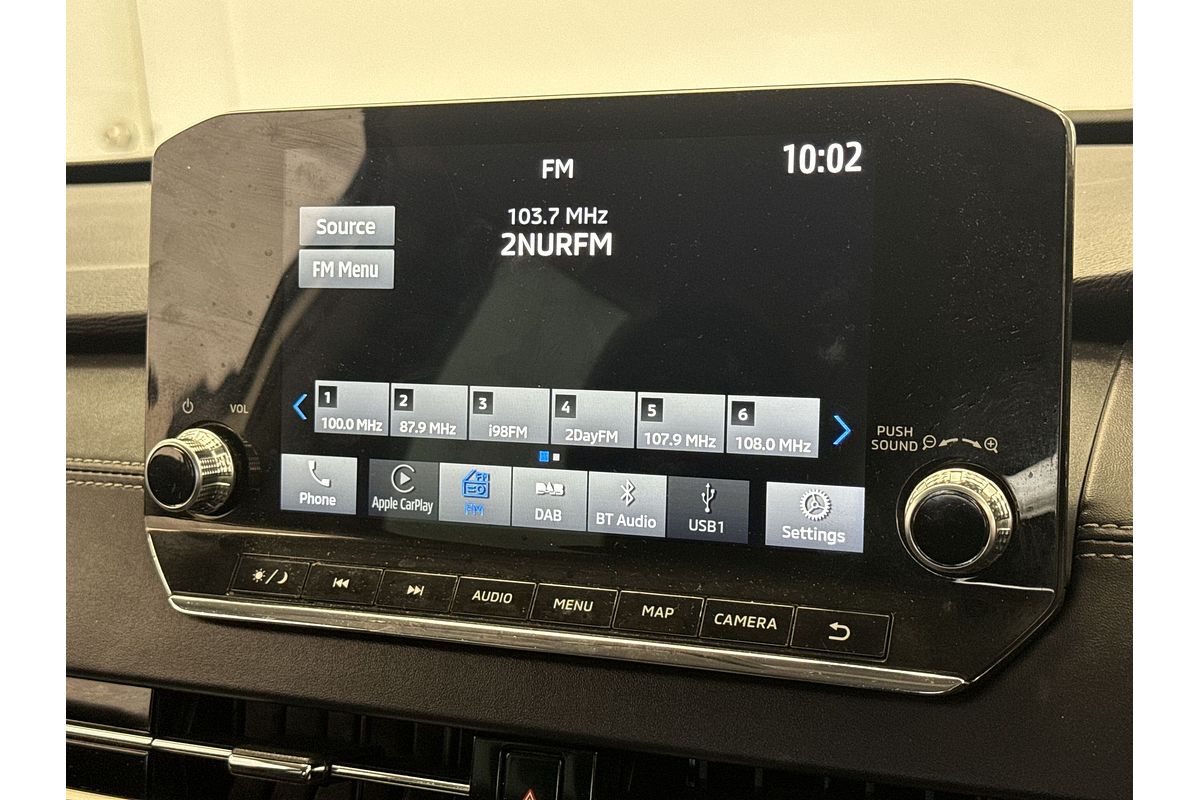 FM
10:02
103.7 MHz
2NURFM
Source
FM Menu
1
100.0 MHz
2
87.9 MHz
3
i98FM
4
2DayFM
5
107.9 MHz
6
108.0 MHz
VOL
PUSH
SOUND
Phone
Apple CarPlay
FM
FM
DAB
DAB
BT Audio
USB1
Settings
AUDIO
MENU
MAP
CAMERA